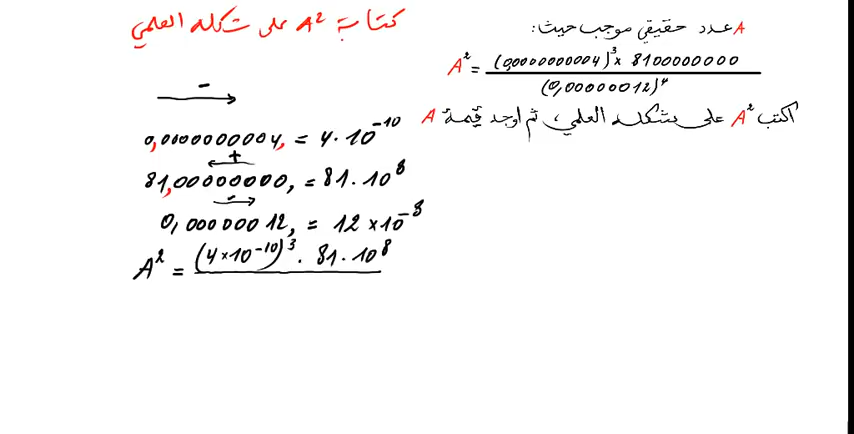 كتابة A² على شكله العلمي
A عدد حقيقي موجب حيث:
A² = (0,0000000004)³ × 8100000000 / (0,00000012)⁴
اكتب A² على شكله العلمي، ثم اوجد قيمة A
-
0,0000000004, = 4 · 10⁻¹⁰
+
81,00000000, = 81 · 10⁸
-
0,00000012, = 12 × 10⁻⁸
A² = (4×10⁻¹⁰)³ · 81 · 10⁸